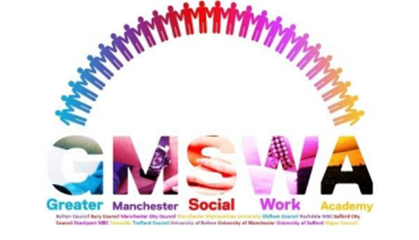 GMSWA
Greater Manchester Social Work Academy
Bolton Council Bury Council Manchester City Council Manchester Metropolitan University Oldham Council Rochdale MBC Salford City
Council Stockport MBC Tameside Trafford Council University of Bolton University of Manchester University of Salford Wigan Council